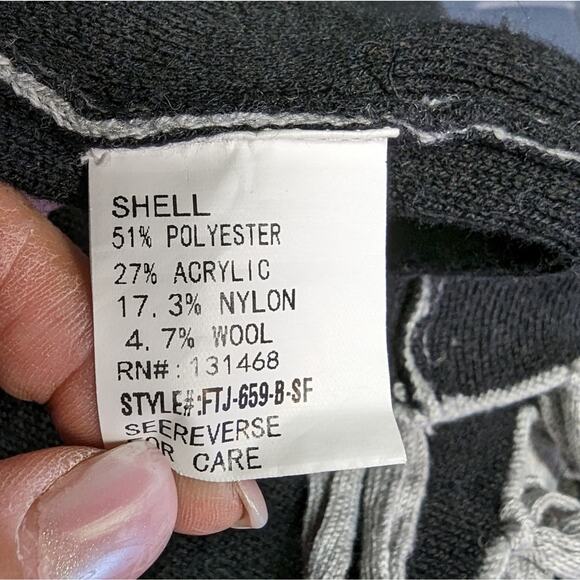 SHELL
51% POLYESTER
27% ACRYLIC
17.3% NYLON
4.7% WOOL
RN#: 131468
STYLE#:FTJ-659-B-SF
SEEREVERSE
FOR CARE